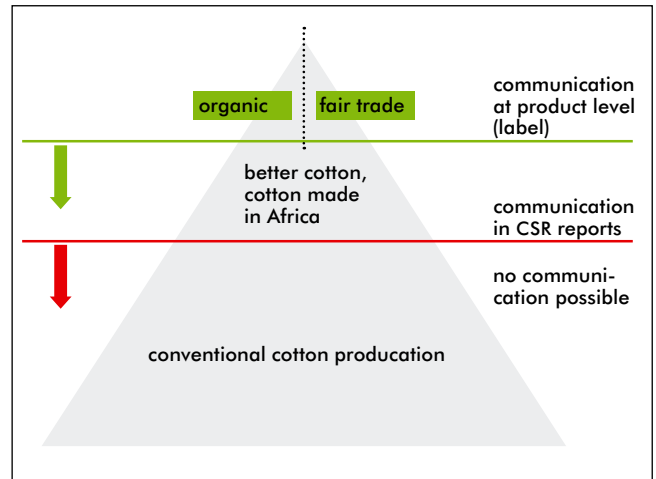 organic
fair trade
communication
at product level
(label)
better cotton,
cotton made
in Africa
communication
in CSR reports
no communi-
cation possible
conventional cotton producation